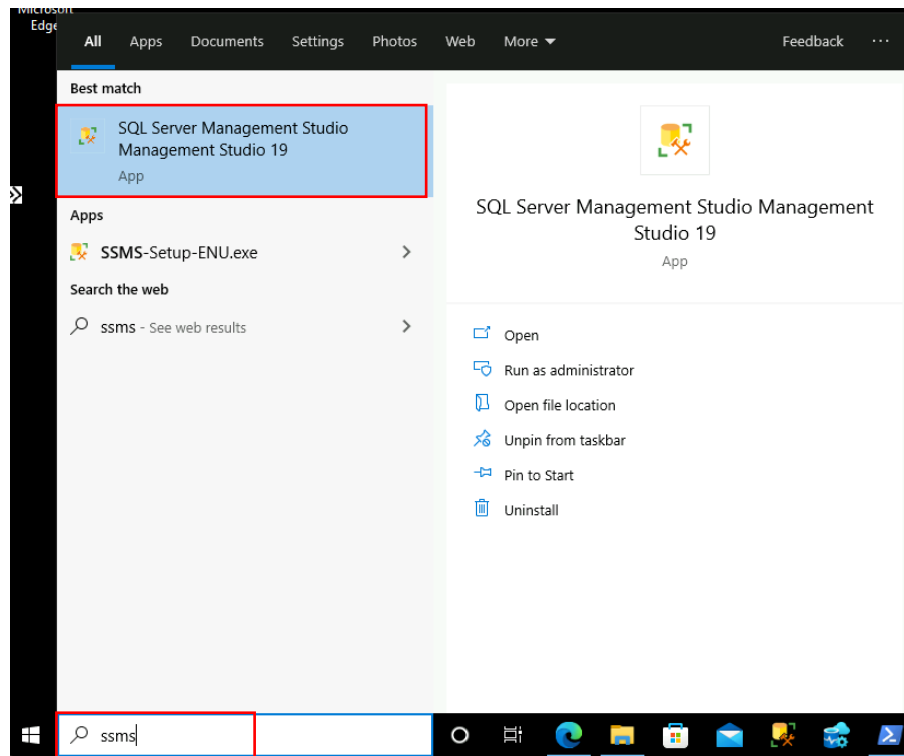 Microsoft
Edge
All Apps Documents Settings Photos Web More Feedback ...
Best match
SQL Server Management Studio
Management Studio 19
App
Apps
SSMS-Setup-ENU.exe
Search the web
ssms - See web results
SQL Server Management Studio Management
Studio 19
App
Open
Run as administrator
Open file location
Unpin from taskbar
Pin to Start
Uninstall
ssms